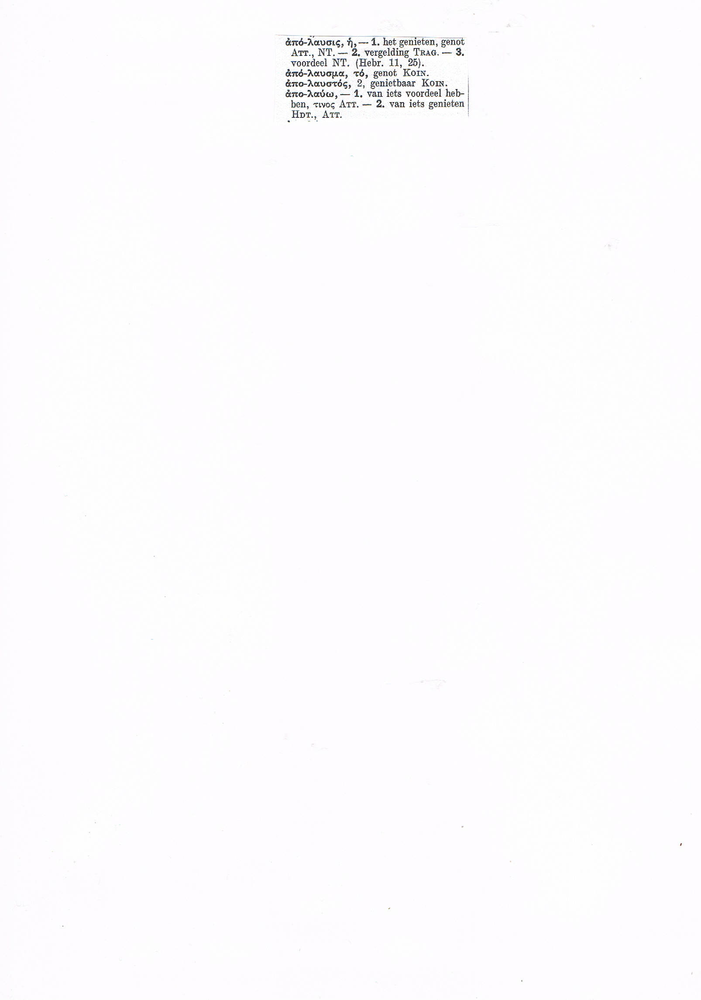 ἀπό-λαυσις, ἡ, — 1. het genieten, genot
ATT., NT. — 2. vergelding TRAG. — 3.
voordeel NT. (Hebr. 11, 25).
ἀπό-λαυσμα, τό, genot KOIN.
ἀπο-λαυστός, 2, genietbaar KOIN.
ἀπο-λαύω, — 1. van iets voordeel heb-
ben, τινος ATT. — 2. van iets genieten
HDT., ATT.